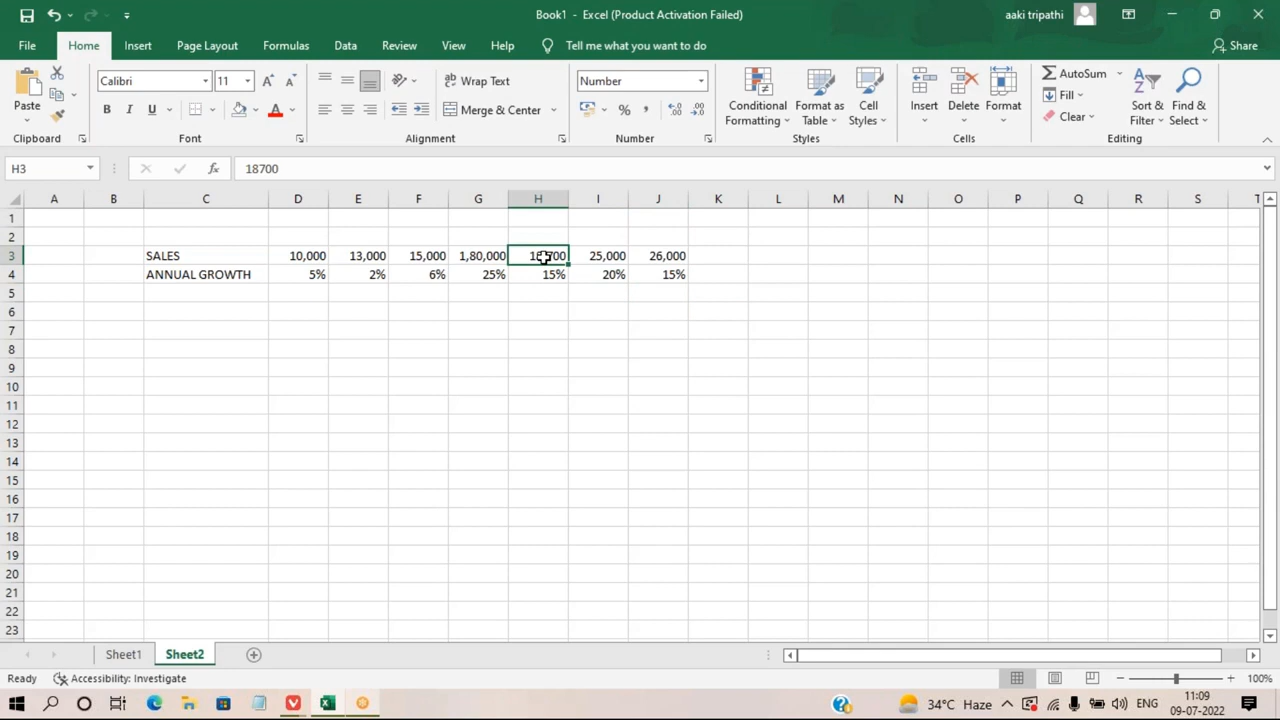 Book1 - Excel (Product Activation Failed)
aaki tripathi
File Home Insert Page Layout Formulas Data Review View Help Tell me what you want to do Share
Paste
Clipboard
Calibri 11
B I U A
Font
Wrap Text
Merge & Center
Alignment
Number
%
Number
Conditional Formatting
Format as Table
Cell Styles
Styles
Insert
Delete
Format
Cells
AutoSum
Fill
Clear
Sort & Filter
Find & Select
Editing
H3 fx 18700
A B C D E F G H I J K L M N O P Q R S T
1
2
3 SALES 10,000 13,000 15,000 1,80,000 25,000 26,000
4 ANNUAL GROWTH 5% 2% 6% 25% 15% 20% 15%
5
6
7
8
9
10
11
12
13
14
15
16
17
18
19
20
21
22
23
Sheet1 Sheet2
Ready Accessibility: Investigate 100%
34°C Haze ENG 11:09
09-07-2022